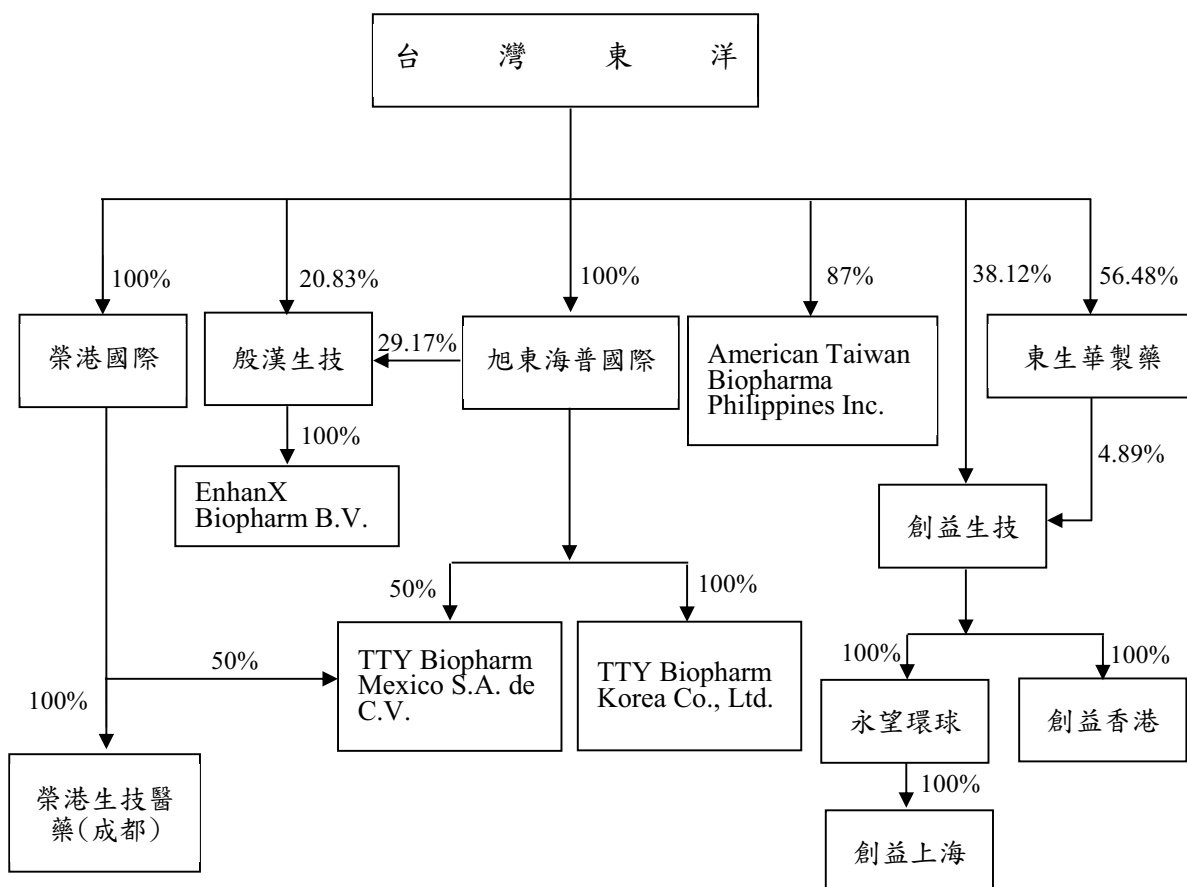 台灣東洋
100%
20.83%
100%
87%
38.12%
56.48%
榮港國際
殷漢生技
29.17%
旭東海普國際
American Taiwan
Biopharma
Philippines Inc.
東生華製藥
100%
4.89%
EnhanX
Biopharm B.V.
創益生技
50%
100%
50%
TTY Biopharm
Mexico S.A. de
C.V.
TTY Biopharm
Korea Co., Ltd.
100%
100%
100%
永望環球
創益香港
榮港生技醫
藥(成都)
100%
創益上海